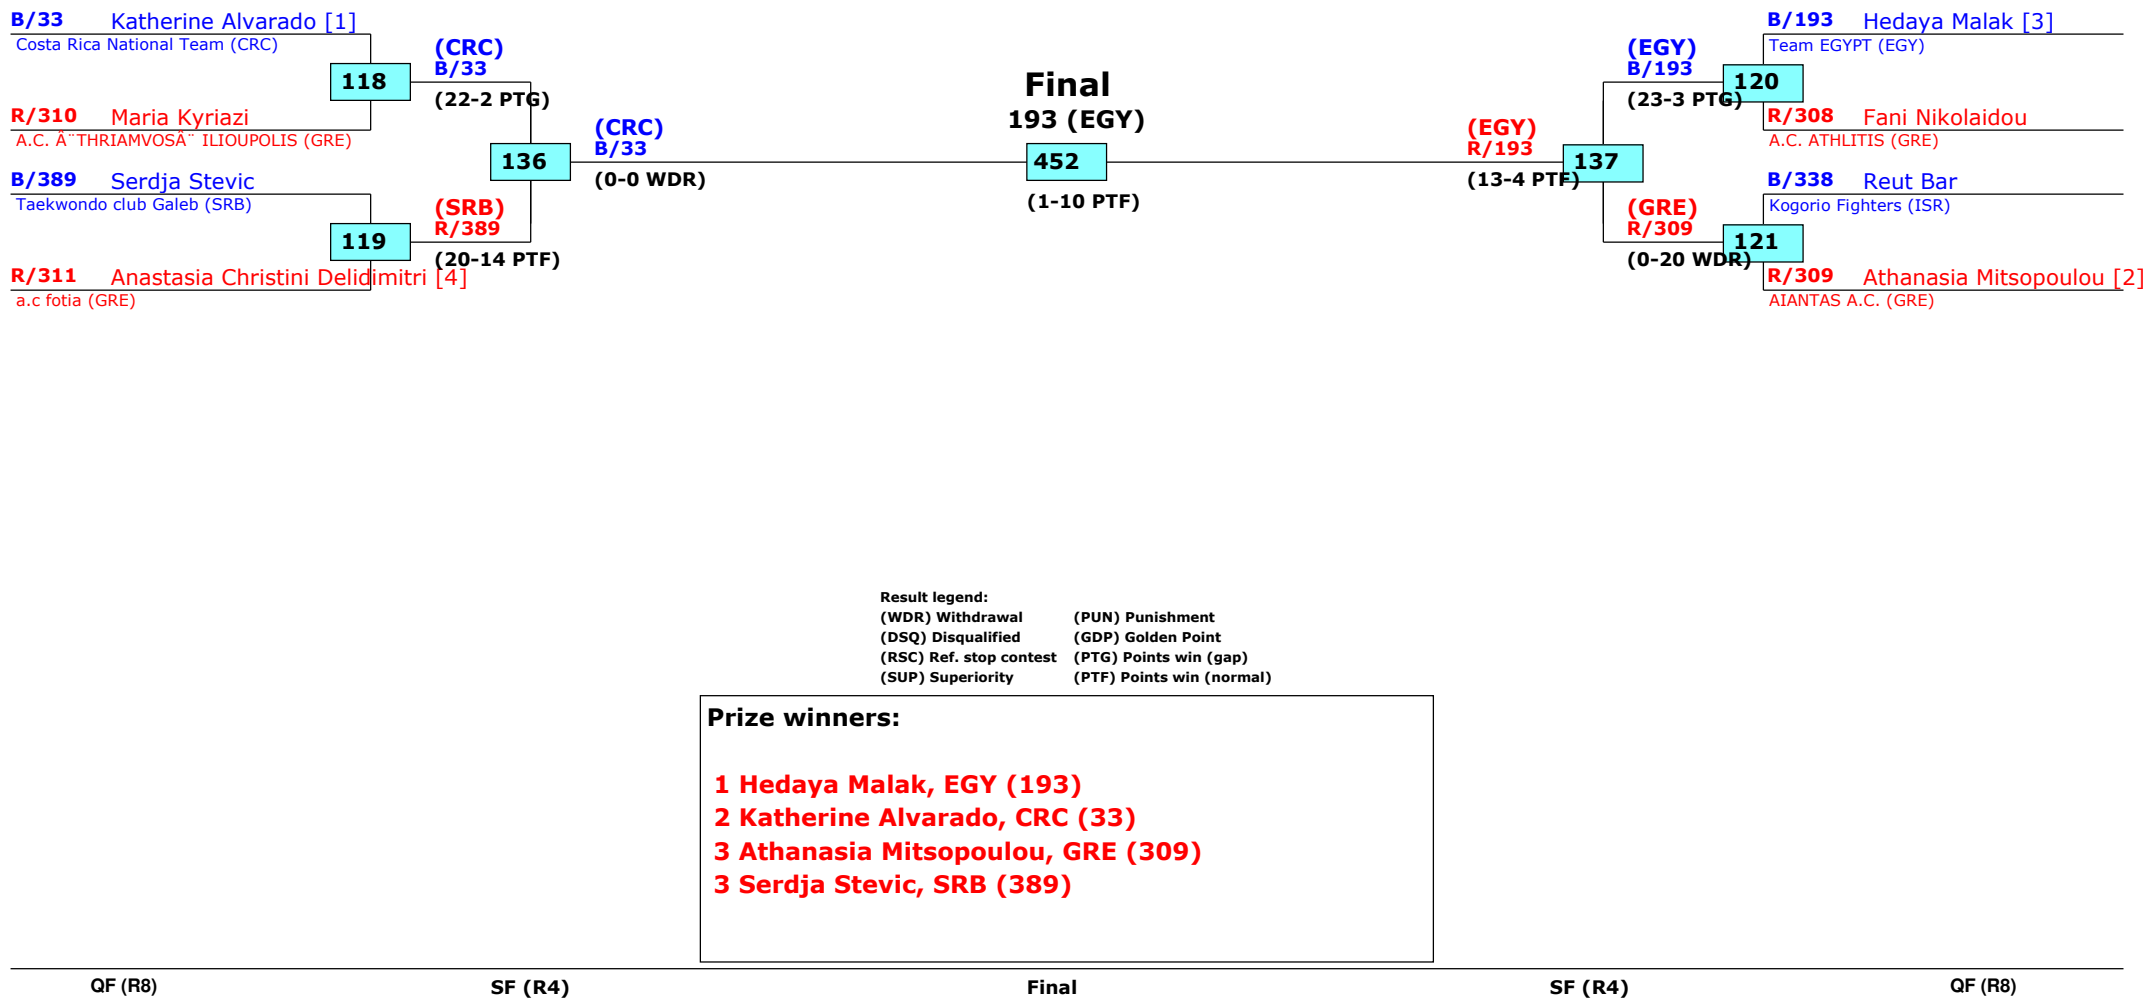 B/33 Katherine Alvarado [1]
Costa Rica National Team (CRC)
118
R/310 Maria Kyriazi
A.C. Â¨THRIAMVOSÂ¨ ILIOUPOLIS (GRE)
B/389 Serdja Stevic
Taekwondo club Galeb (SRB)
119
R/311 Anastasia Christini Delidimitri [4]
a.c fotia (GRE)
(CRC)
B/33
(22-2 PTG)
136
(SRB)
R/389
(20-14 PTF)
(CRC)
B/33
(0-0 WDR)
Final
193 (EGY)
452
(1-10 PTF)
(EGY)
R/193
(13-4 PTF)
137
(EGY)
B/193
(23-3 PTG)
(GRE)
R/309
(0-20 WDR)
B/193 Hedaya Malak [3]
Team EGYPT (EGY)
120
R/308 Fani Nikolaidou
A.C. ATHLITIS (GRE)
B/338 Reut Bar
Kogorio Fighters (ISR)
121
R/309 Athanasia Mitsopoulou [2]
AIANTAS A.C. (GRE)
Result legend:
(WDR) Withdrawal (PUN) Punishment
(DSQ) Disqualified (GDP) Golden Point
(RSC) Ref. stop contest (PTG) Points win (gap)
(SUP) Superiority (PTF) Points win (normal)
Prize winners:
1 Hedaya Malak, EGY (193)
2 Katherine Alvarado, CRC (33)
3 Athanasia Mitsopoulou, GRE (309)
3 Serdja Stevic, SRB (389)
QF (R8) SF (R4) Final SF (R4) QF (R8)